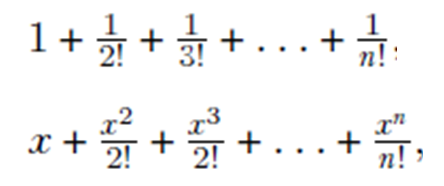 1 + 1/2! + 1/3! + ... + 1/n!;
x + x²/2! + x³/2! + ... + xⁿ/n!,